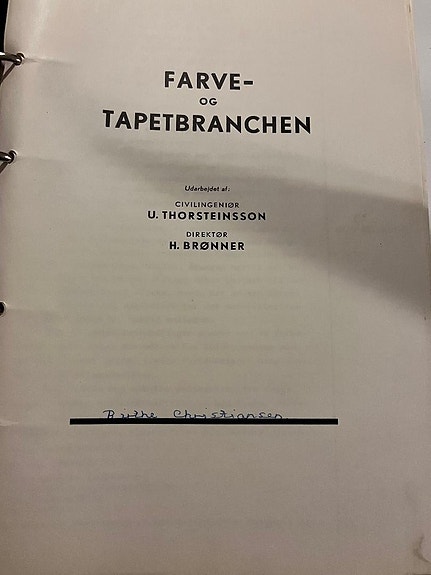 FARVE-
OG
TAPETBRANCHEN
Udarbejdet af:
CIVILINGENIØR
U. THORSTEINSSON
DIREKTØR
H. BRØNNER
Christiansen